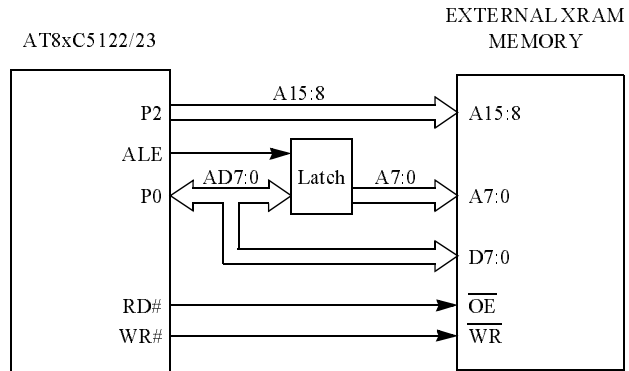 EXTERNAL XRAM
MEMORY
AT8xC5122/23
A15:8
P2
A15:8
ALE
Latch
AD7:0
A7:0
P0
A7:0
D7:0
RD#
OE
WR#
WR